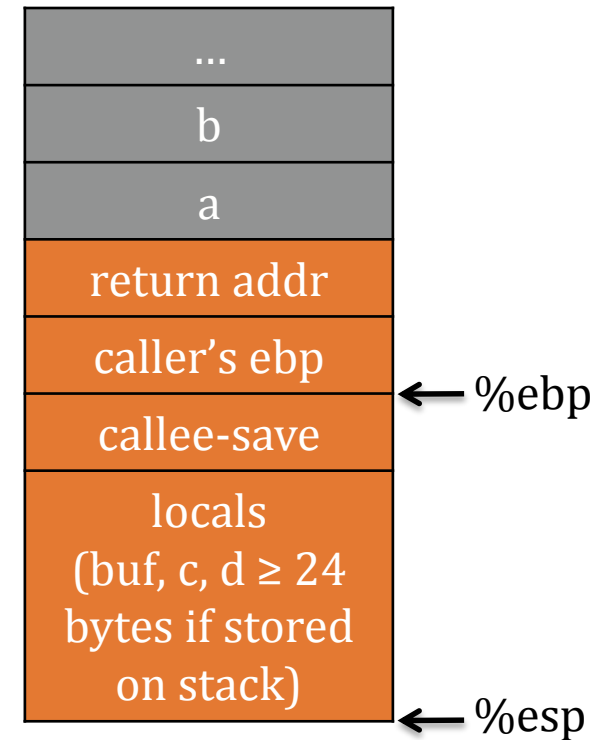 …
b
a
return addr
caller’s ebp
%ebp
callee-save
locals
(buf, c, d ≥ 24
bytes if stored
on stack)
%esp